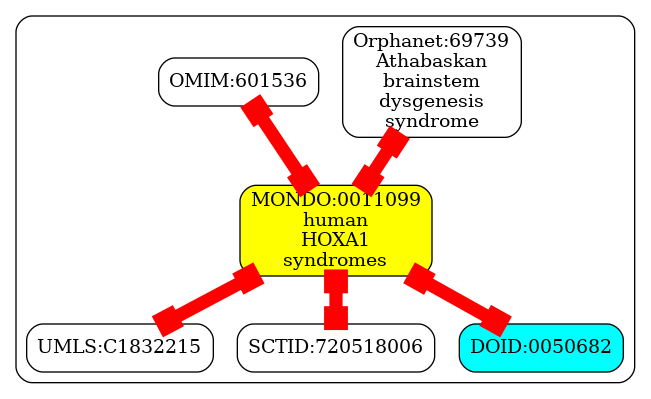 OMIM:601536
Orphanet:69739
Athabaskan
brainstem
dysgenesis
syndrome
MONDO:0011099
human
HOXA1
syndromes
UMLS:C1832215
SCTID:720518006
DOID:0050682